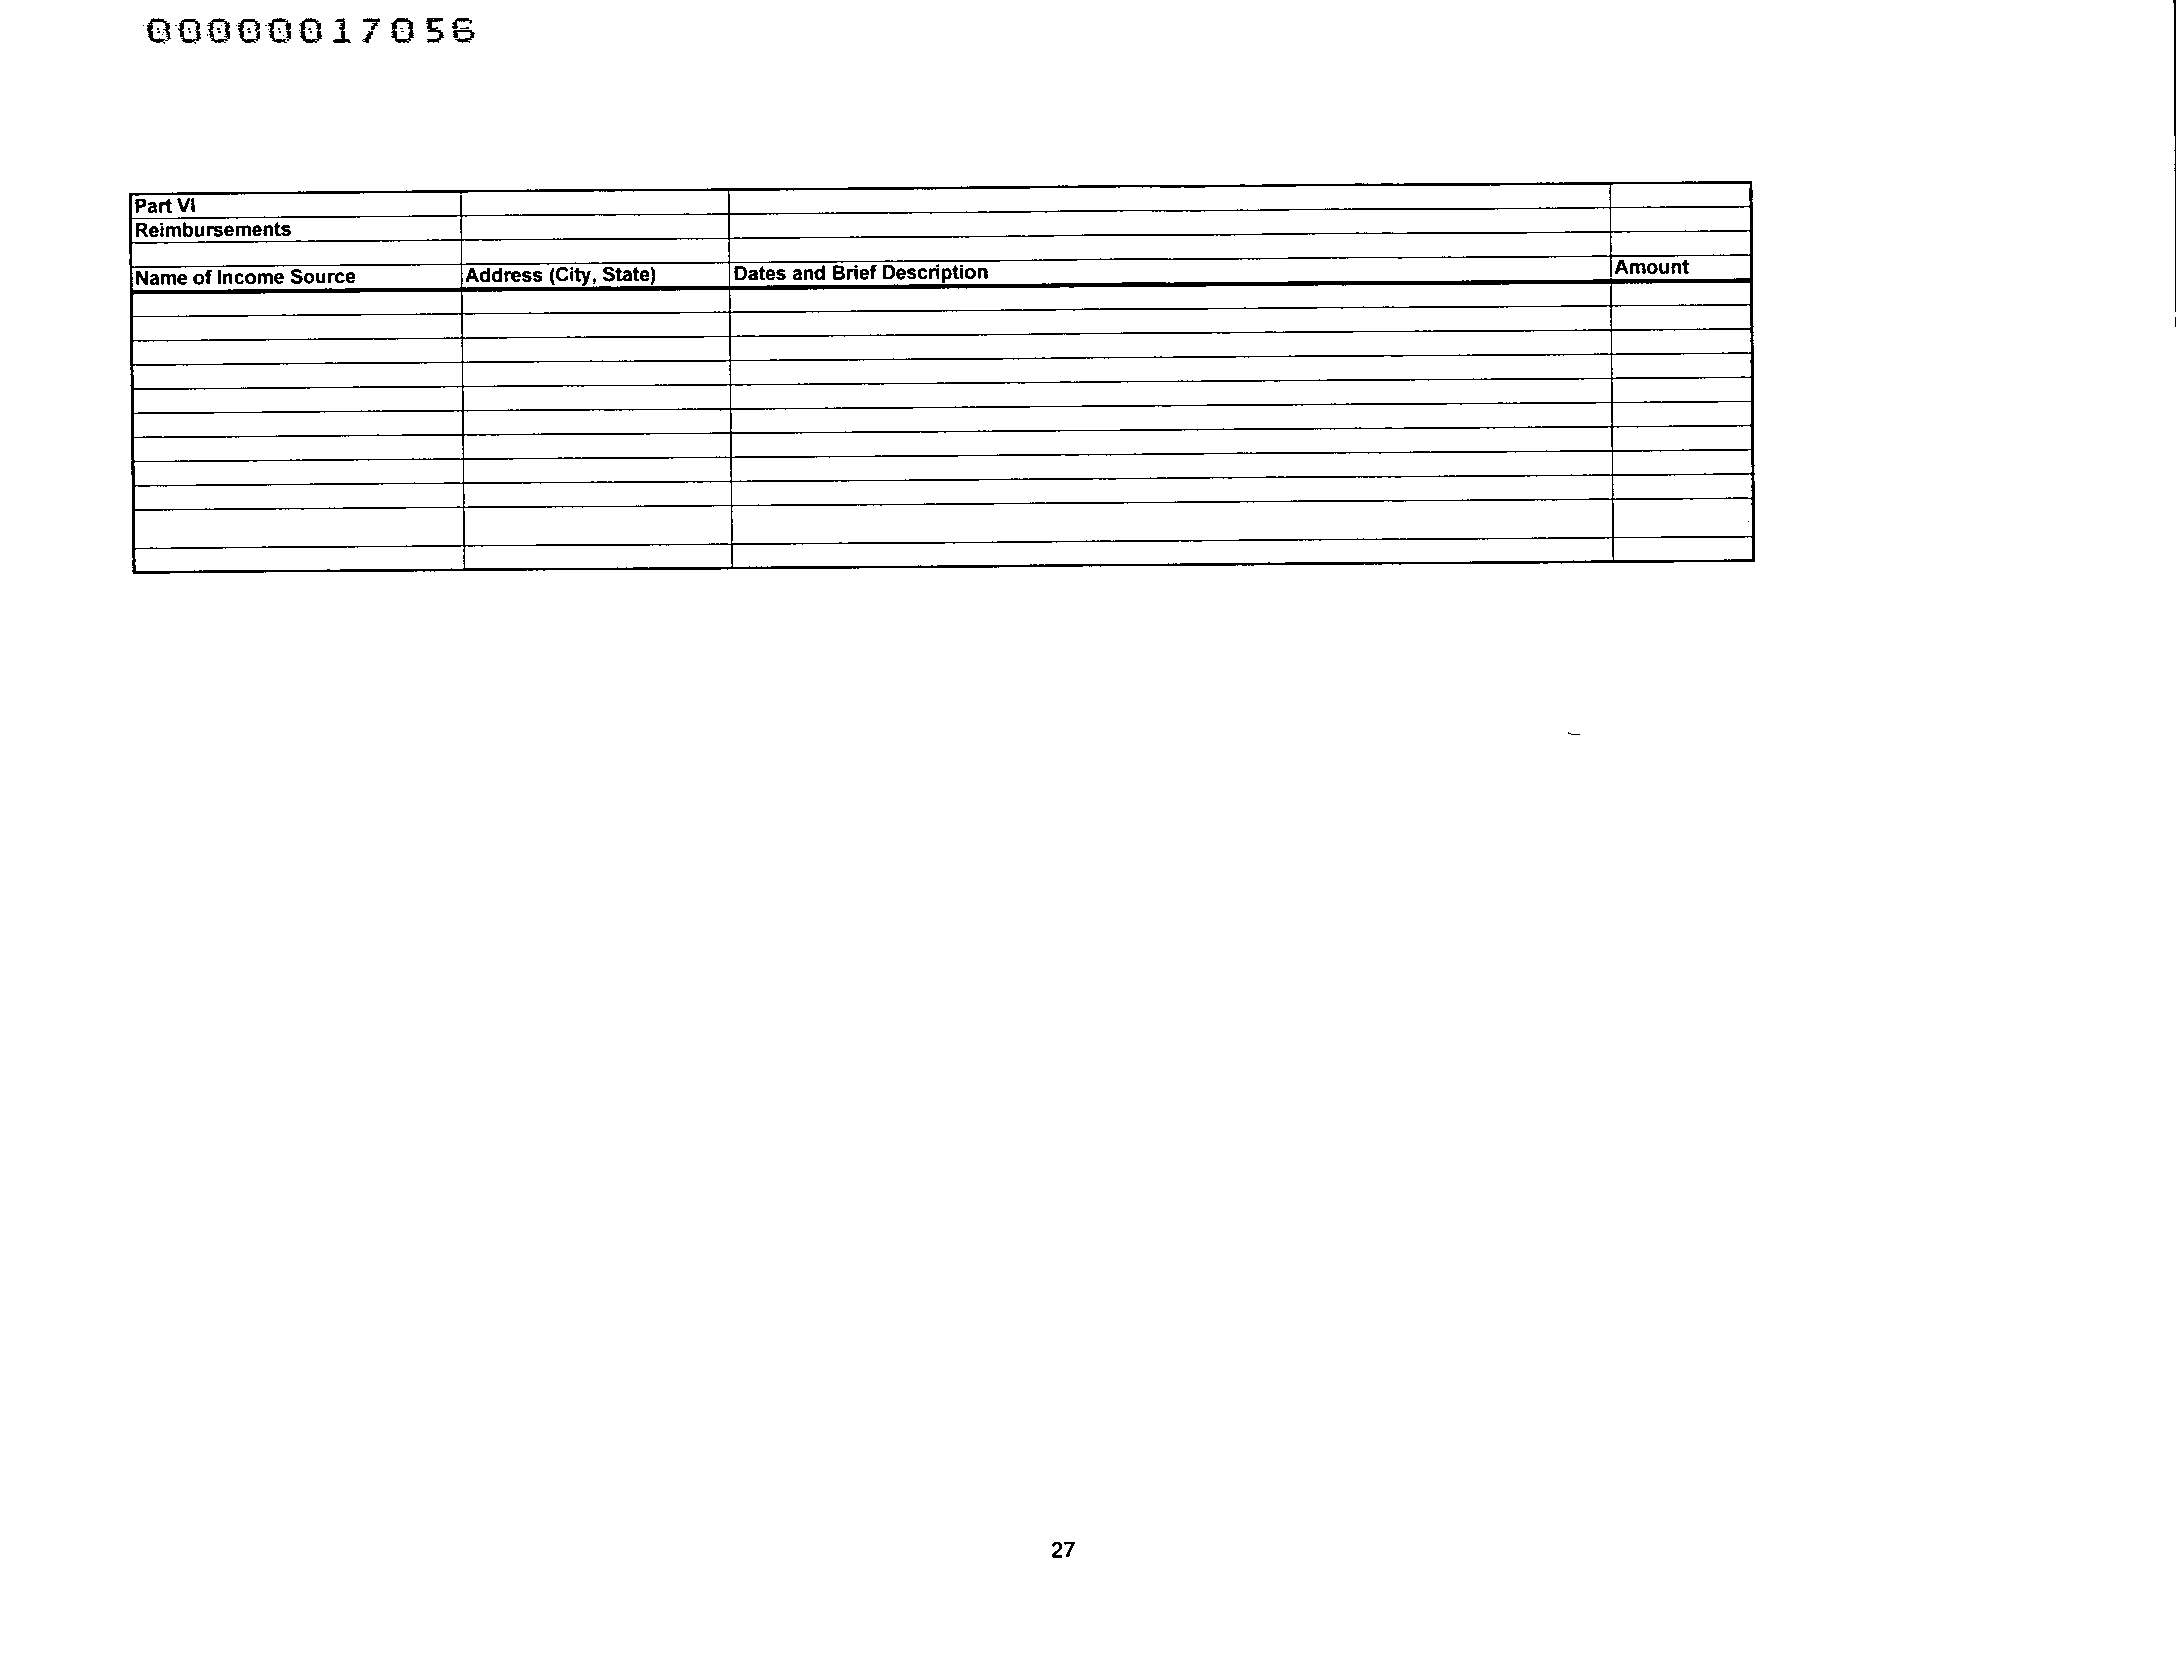 00000017056
Part VI
Reimbursements
Name of Income Source Address (City, State) Dates and Brief Description Amount
27